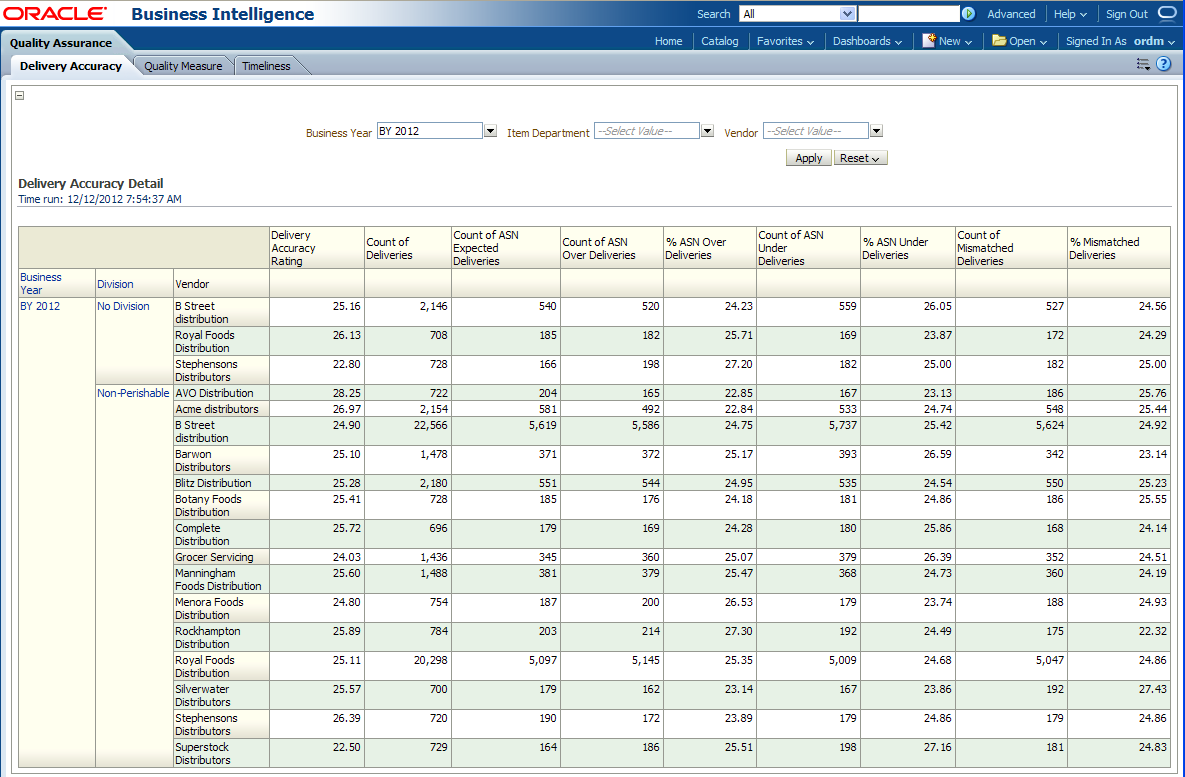 ORACLE Business Intelligence Search All Advanced Help Sign Out
Quality Assurance Home Catalog Favorites Dashboards New Open Signed In As ordm
Delivery Accuracy Quality Measure Timeliness
Business Year BY 2012 Item Department --Select Value-- Vendor --Select Value--
Apply Reset
Delivery Accuracy Detail
Time run: 12/12/2012 7:54:37 AM
Delivery Accuracy Rating Count of Deliveries Count of ASN Expected Deliveries Count of ASN Over Deliveries % ASN Over Deliveries Count of ASN Under Deliveries % ASN Under Deliveries Count of Mismatched Deliveries % Mismatched Deliveries
Business Year Division Vendor
BY 2012 No Division B Street distribution 25.16 2,146 540 520 24.23 559 26.05 527 24.56
Royal Foods Distribution 26.13 708 185 182 25.71 169 23.87 172 24.29
Stephensons Distributors 22.80 728 166 198 27.20 182 25.00 182 25.00
Non-Perishable AVO Distribution 28.25 722 204 165 22.85 167 23.13 186 25.76
Acme distributors 26.97 2,154 581 492 22.84 533 24.74 548 25.44
B Street distribution 24.90 22,566 5,619 5,586 24.75 5,737 25.42 5,624 24.92
Barwon Distributors 25.10 1,478 371 372 25.17 393 26.59 342 23.14
Blitz Distribution 25.28 2,180 551 544 24.95 535 24.54 550 25.23
Botany Foods Distribution 25.41 728 185 176 24.18 181 24.86 186 25.55
Complete Distribution 25.72 696 179 169 24.28 180 25.86 168 24.14
Grocer Servicing 24.03 1,436 345 360 25.07 379 26.39 352 24.51
Manningham Foods Distribution 25.60 1,488 381 379 25.47 368 24.73 360 24.19
Menora Foods Distribution 24.80 754 187 200 26.53 179 23.74 188 24.93
Rockhampton Distribution 25.89 784 203 214 27.30 192 24.49 175 22.32
Royal Foods Distribution 25.11 20,298 5,097 5,145 25.35 5,009 24.68 5,047 24.86
Silverwater Distributors 25.57 700 179 162 23.14 167 23.86 192 27.43
Stephensons Distributors 26.39 720 190 172 23.89 179 24.86 179 24.86
Superstock Distributors 22.50 729 164 186 25.51 198 27.16 181 24.83